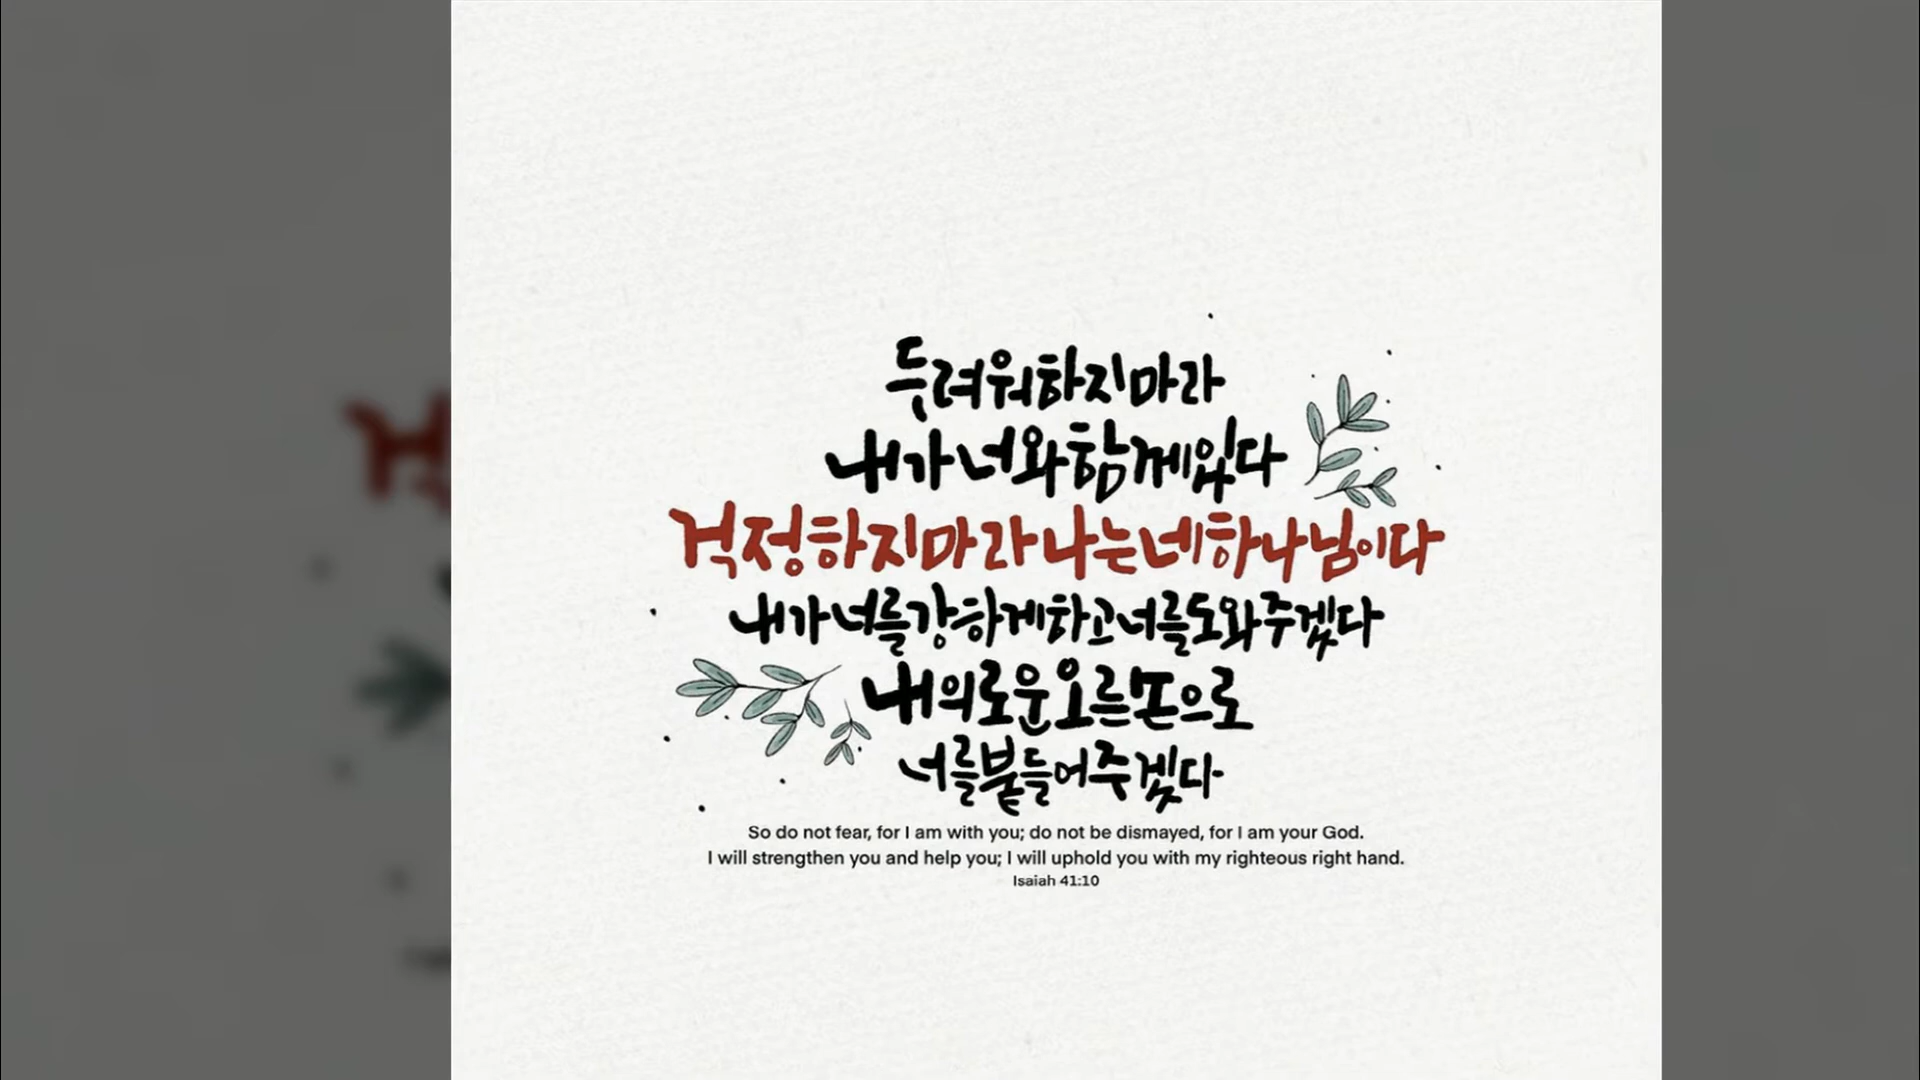 두려워하지마라
내가너와함께있다
걱정하지마라나는네하나님이다
내가너를강하게하고너를도와주겠다
내의로운오른손으로
너를붙들어주겠다
So do not fear, for I am with you; do not be dismayed, for I am your God.
I will strengthen you and help you; I will uphold you with my righteous right hand.
Isaiah 41:10